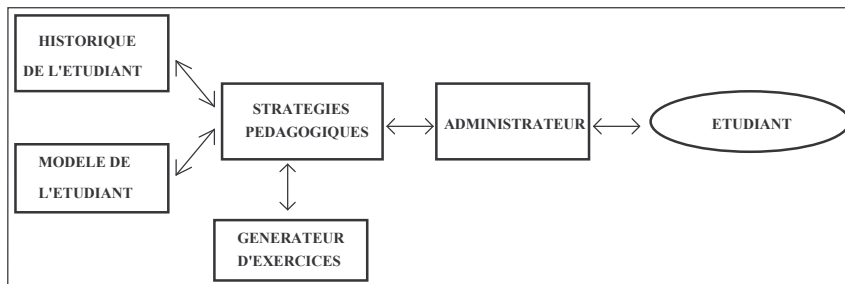 HISTORIQUE
DE L'ETUDIANT
STRATEGIES
PEDAGOGIQUES
ADMINISTRATEUR
ETUDIANT
MODELE DE
L'ETUDIANT
GENERATEUR
D'EXERCICES